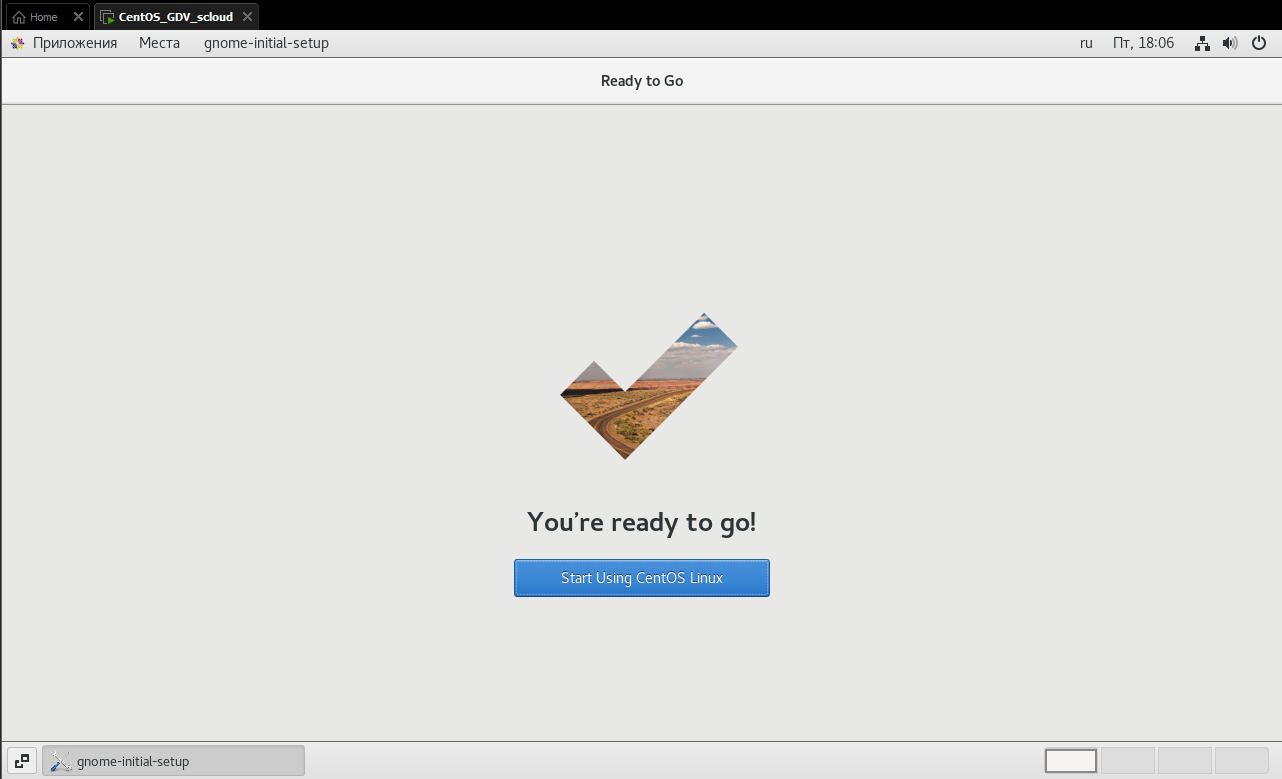 Home
CentOS_GDV_scloud
Приложения Места gnome-initial-setup ru Пт, 18:06
Ready to Go
You're ready to go!
Start Using CentOS Linux
gnome-initial-setup